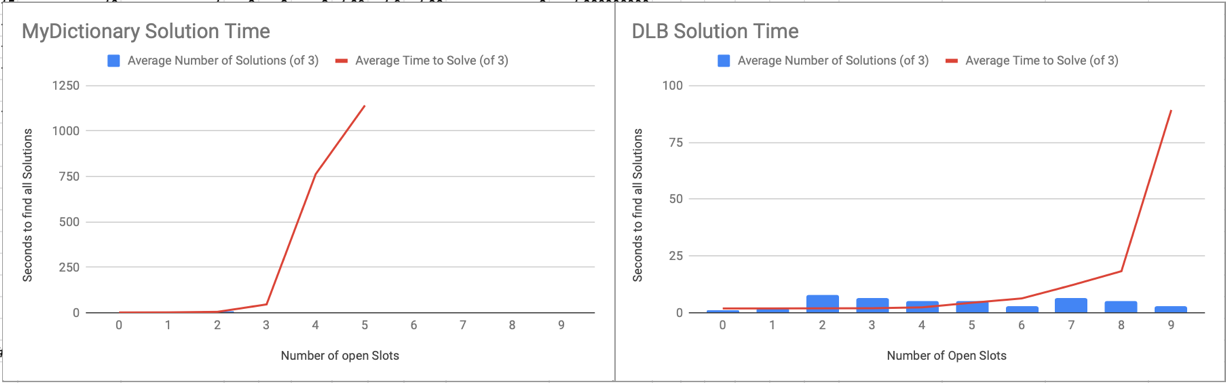 MyDictionary Solution Time
Average Number of Solutions (of 3) Average Time to Solve (of 3)
Seconds to find all Solutions
1250
1000
750
500
250
0
0 1 2 3 4 5 6 7 8 9
Number of open Slots
DLB Solution Time
Average Number of Solutions (of 3) Average Time to Solve (of 3)
Seconds to find all Solutions
100
75
50
25
0
0 1 2 3 4 5 6 7 8 9
Number of Open Slots